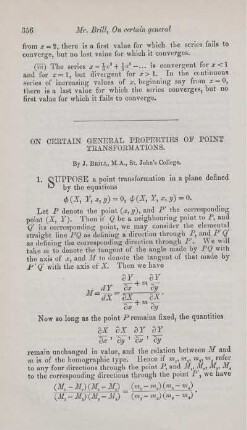 356 Mr. Brill, On certain general
from x = 2, there is a first value for which the series fails to
converge, but no last value for which it converges.
(iii) The series x − ½x² + ⅓x³ − ... is convergent for x < 1
and for x = 1, but divergent for x > 1. In the continuous
series of increasing values of x, beginning say from x = 0,
there is a last value for which the series converges, but no
first value for which it fails to converge.
ON CERTAIN GENERAL PROPERTIES OF POINT
TRANSFORMATIONS.
By J. BRILL, M.A., St. John's College.
1. SUPPOSE a point transformation in a plane defined
by the equations
φ(X, Y, x, y) = 0, ψ(X, Y, x, y) = 0.
Let P denote the point (x, y), and P' the corresponding
point (X, Y). Then if Q be a contiguous point to P, and
Q' its corresponding point, we may consider the elemental
straight line PQ as defining a direction through P, and P'Q'
as defining the corresponding direction through P'. We will
take m to denote the tangent of the angle made by PQ with
the axis of x, and M to denote the tangent of that made by
P'Q' with the axis of X. Then we have
M = dY/dX = (∂Y/∂x + m ∂Y/∂y) / (∂X/∂x + m ∂X/∂y).
Now so long as the point P remains fixed, the quantities
∂X/∂x, ∂X/∂y, ∂Y/∂x, ∂Y/∂y
remain unchanged in value, and the relation between M and
m is of the homographic type. Hence if m₁, m₂, m₃, m₄ refer
to any four directions through the point P, and M₁, M₂, M₃, M₄
to the corresponding directions through the point P', we have